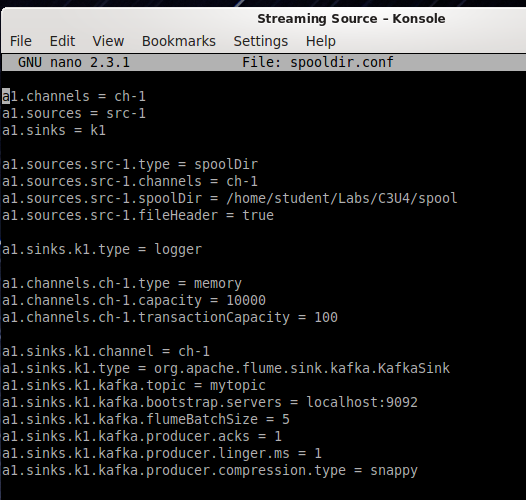 Streaming Source – Konsole
File Edit View Bookmarks Settings Help
GNU nano 2.3.1 File: spooldir.conf
a1.channels = ch-1
a1.sources = src-1
a1.sinks = k1
a1.sources.src-1.type = spoolDir
a1.sources.src-1.channels = ch-1
a1.sources.src-1.spoolDir = /home/student/Labs/C3U4/spool
a1.sources.src-1.fileHeader = true
a1.sinks.k1.type = logger
a1.channels.ch-1.type = memory
a1.channels.ch-1.capacity = 10000
a1.channels.ch-1.transactionCapacity = 100
a1.sinks.k1.channel = ch-1
a1.sinks.k1.type = org.apache.flume.sink.kafka.KafkaSink
a1.sinks.k1.kafka.topic = mytopic
a1.sinks.k1.kafka.bootstrap.servers = localhost:9092
a1.sinks.k1.kafka.flumeBatchSize = 5
a1.sinks.k1.kafka.producer.acks = 1
a1.sinks.k1.kafka.producer.linger.ms = 1
a1.sinks.k1.kafka.producer.compression.type = snappy